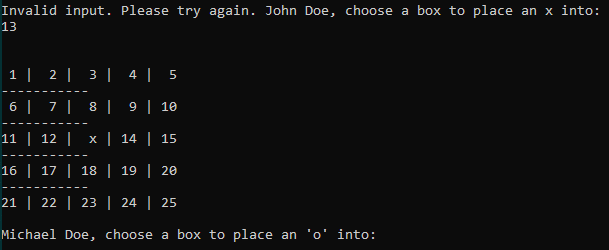 Invalid input. Please try again. John Doe, choose a box to place an x into:
13
1 | 2 | 3 | 4 | 5
-----------
6 | 7 | 8 | 9 | 10
-----------
11 | 12 | x | 14 | 15
-----------
16 | 17 | 18 | 19 | 20
-----------
21 | 22 | 23 | 24 | 25
Michael Doe, choose a box to place an 'o' into: